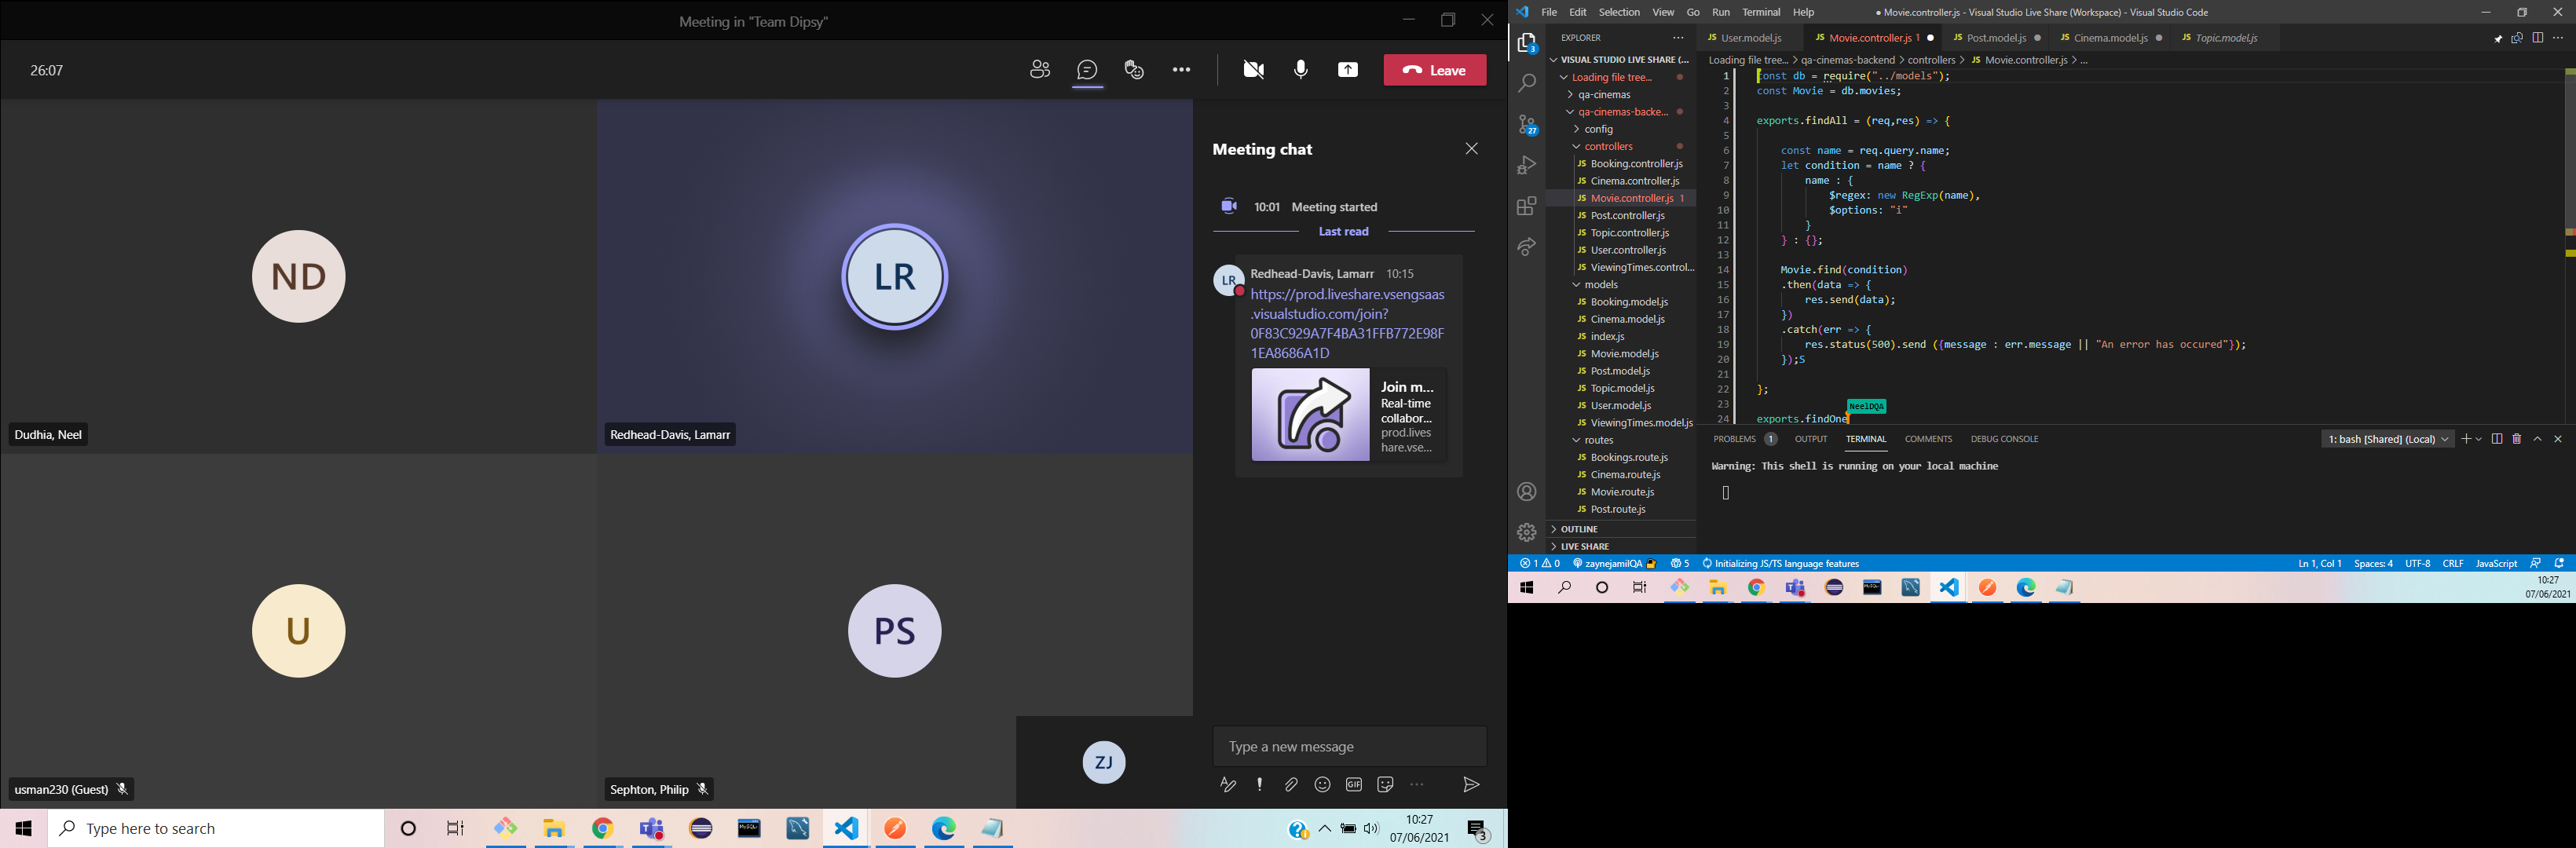 Meeting in "Team Dipsy"
26:07
Leave
ND
LR
Dudhia, Neel
Redhead-Davis, Lamarr
U
PS
ZJ
usman230 (Guest)
Sephton, Philip
Meeting chat
10:01 Meeting started
Last read
LR
Redhead-Davis, Lamarr 10:15
https://prod.liveshare.vsengsaas
.visualstudio.com/join?
0F83C929A7F4BA31FFB772E98F
1EA8686A1D
Join m...
Real-time
collabor...
prod.lives
hare.vse...
Type a new message
GIF
Type here to search
MySQL
10:27
07/06/2021
3
File Edit Selection View Go Run Terminal Help
● Movie.controller.js - Visual Studio Live Share (Workspace) - Visual Studio Code
EXPLORER ...
3
27
VISUAL STUDIO LIVE SHARE (...
Loading file tree...
qa-cinemas
qa-cinemas-backe...
config
controllers
JS Booking.controller.js
JS Cinema.controller.js
JS Movie.controller.js 1
JS Post.controller.js
JS Topic.controller.js
JS User.controller.js
JS ViewingTimes.control...
models
JS Booking.model.js
JS Cinema.model.js
JS index.js
JS Movie.model.js
JS Post.model.js
JS Topic.model.js
JS User.model.js
JS ViewingTimes.model.js
routes
JS Bookings.route.js
JS Cinema.route.js
JS Movie.route.js
JS Post.route.js
OUTLINE
LIVE SHARE
JS User.model.js JS Movie.controller.js 1 ● JS Post.model.js ● JS Cinema.model.js ● JS Topic.model.js
Loading file tree... > qa-cinemas-backend > controllers > JS Movie.controller.js > ...
1 const db = require("../models");
2 const Movie = db.movies;
3
4 exports.findAll = (req,res) => {
5
6 const name = req.query.name;
7 let condition = name ? {
8 name : {
9 $regex: new RegExp(name),
10 $options: "i"
11 }
12 } : {};
13
14 Movie.find(condition)
15 .then(data => {
16 res.send(data);
17 })
18 .catch(err => {
19 res.status(500).send ({message : err.message || "An error has occured"});
20 });S
21
22 };
23
NeelDQA
24 exports.findOne
PROBLEMS 1 OUTPUT TERMINAL COMMENTS DEBUG CONSOLE
1: bash [Shared] (Local)
Warning: This shell is running on your local machine
1 0 zaynejamilQA 5 Initializing JS/TS language features
Ln 1, Col 1 Spaces: 4 UTF-8 CRLF JavaScript
10:27
07/06/2021